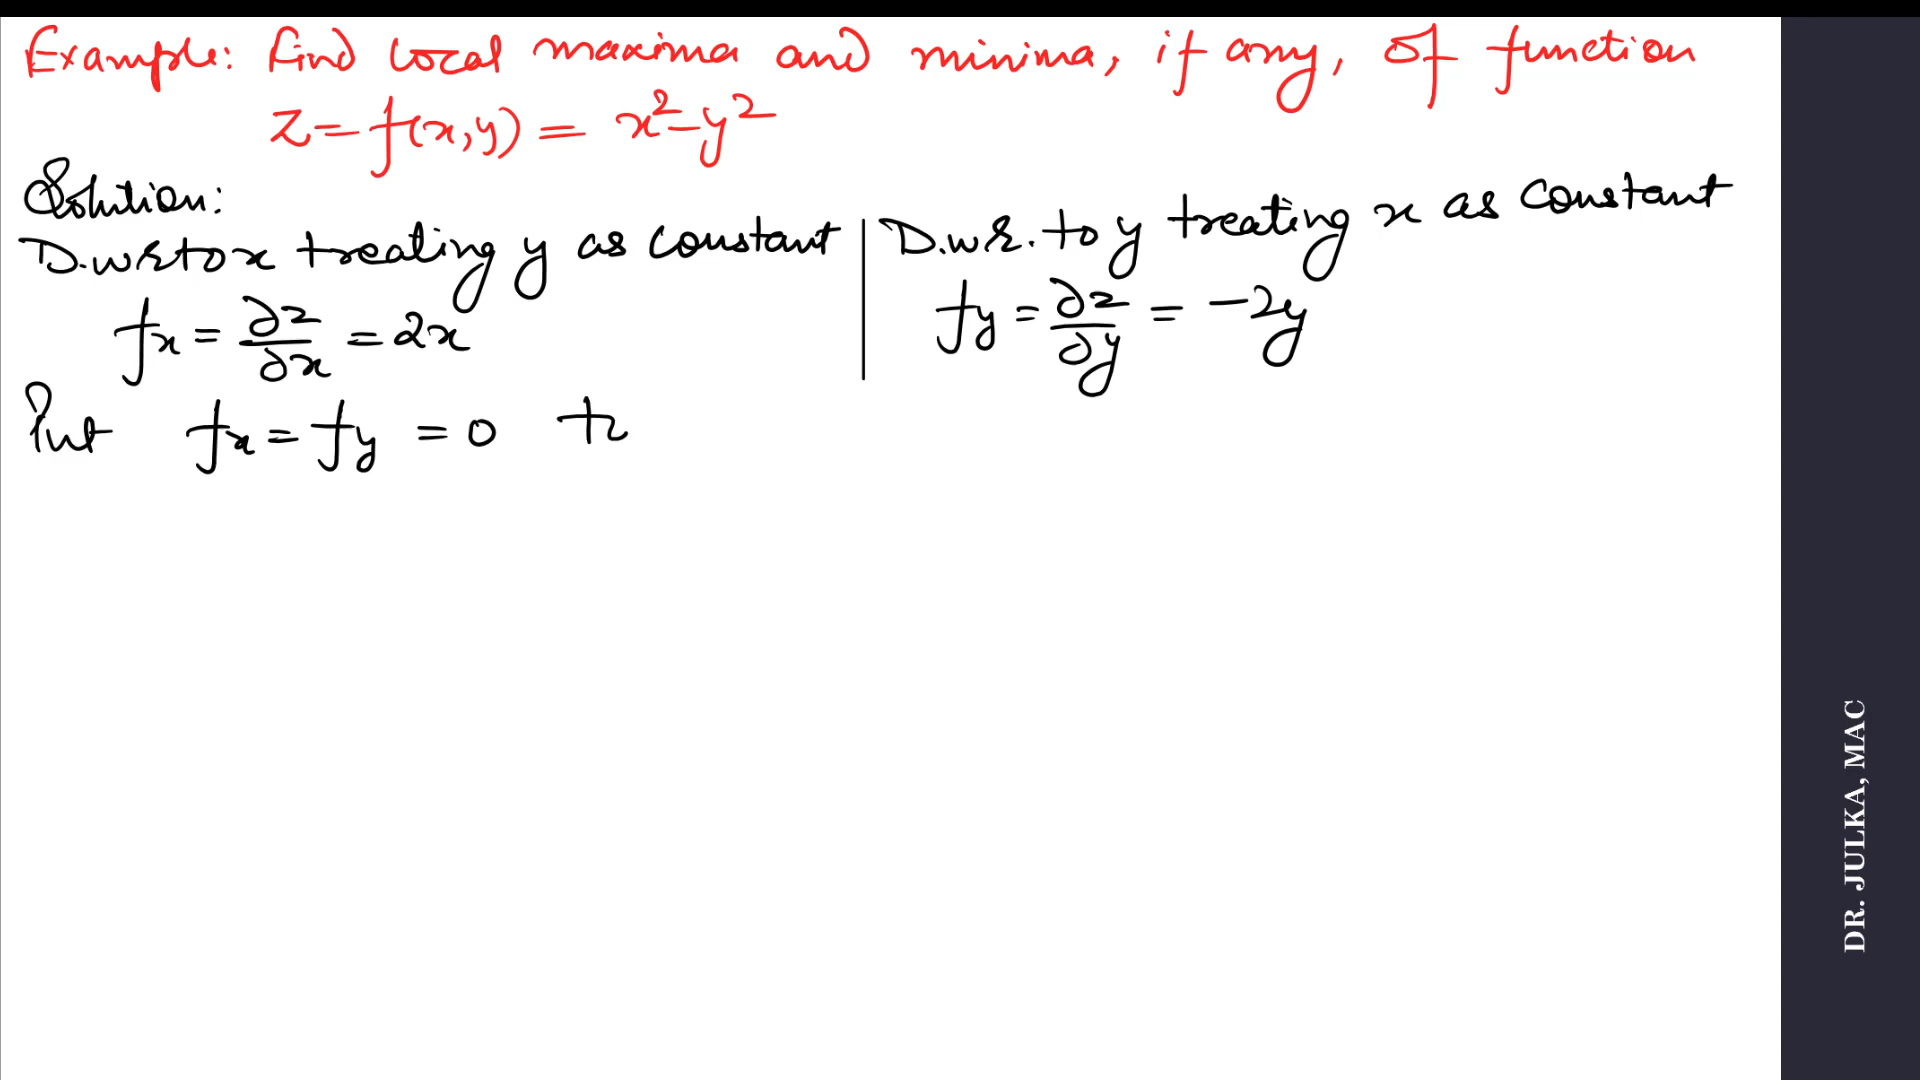 Example: Find local maxima and minima, if any, of function
z = f(x,y) = x² - y²
Solution:
D.w.r to x treating y as constant
fx = ∂z/∂x = 2x
D.w.r. to y treating x as constant
fy = ∂z/∂y = -2y
Put fx = fy = 0
DR. JULKA, MAC